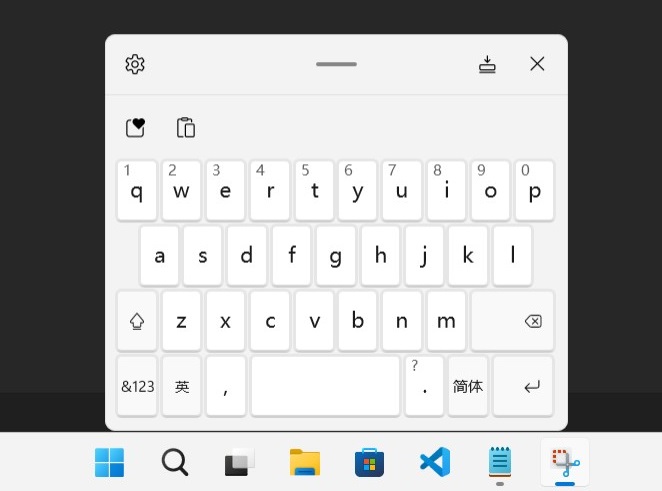 1 2 3 4 5 6 7 8 9 0
q w e r t y u i o p
a s d f g h j k l
z x c v b n m
?
&123 英 , . 简体